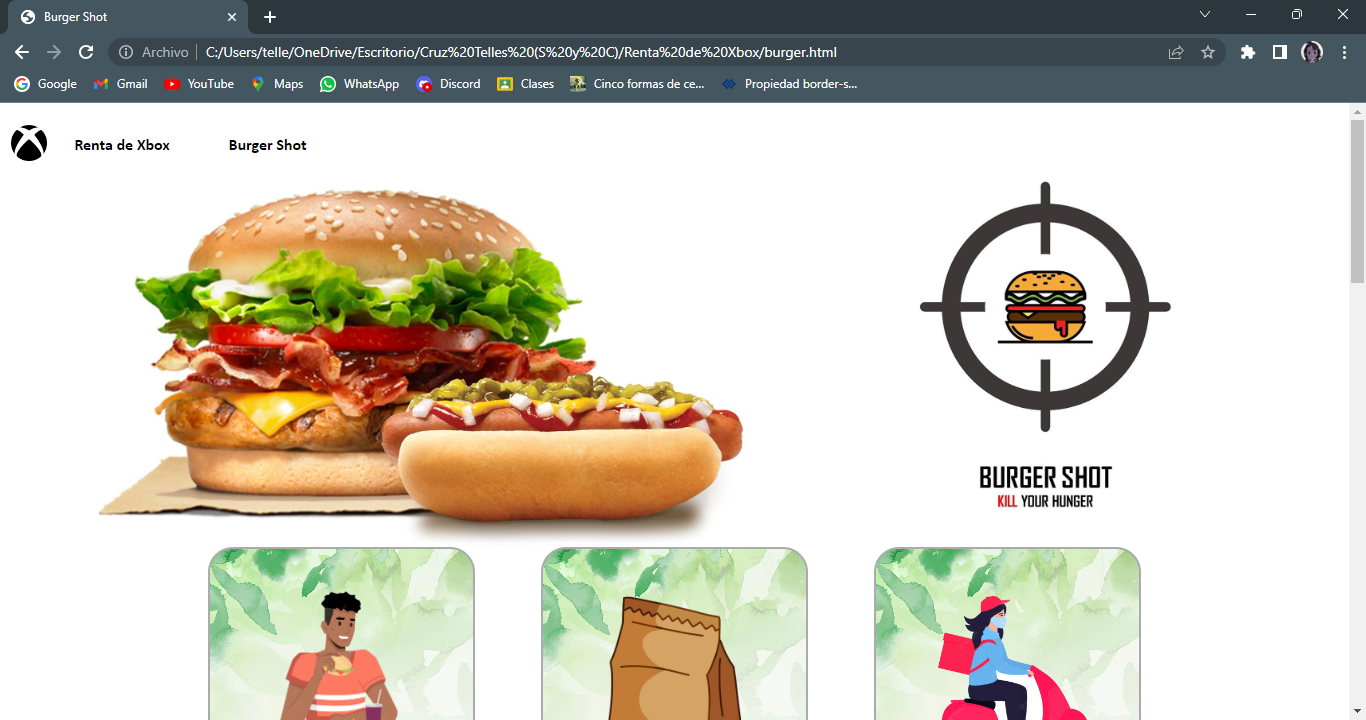 Burger Shot
Archivo C:/Users/telle/OneDrive/Escritorio/Cruz%20Telles%20(S%20y%20C)/Renta%20de%20Xbox/burger.html
Google Gmail YouTube Maps WhatsApp Discord Clases Cinco formas de ce... Propiedad border-s...
Renta de Xbox Burger Shot
BURGER SHOT
KILL YOUR HUNGER